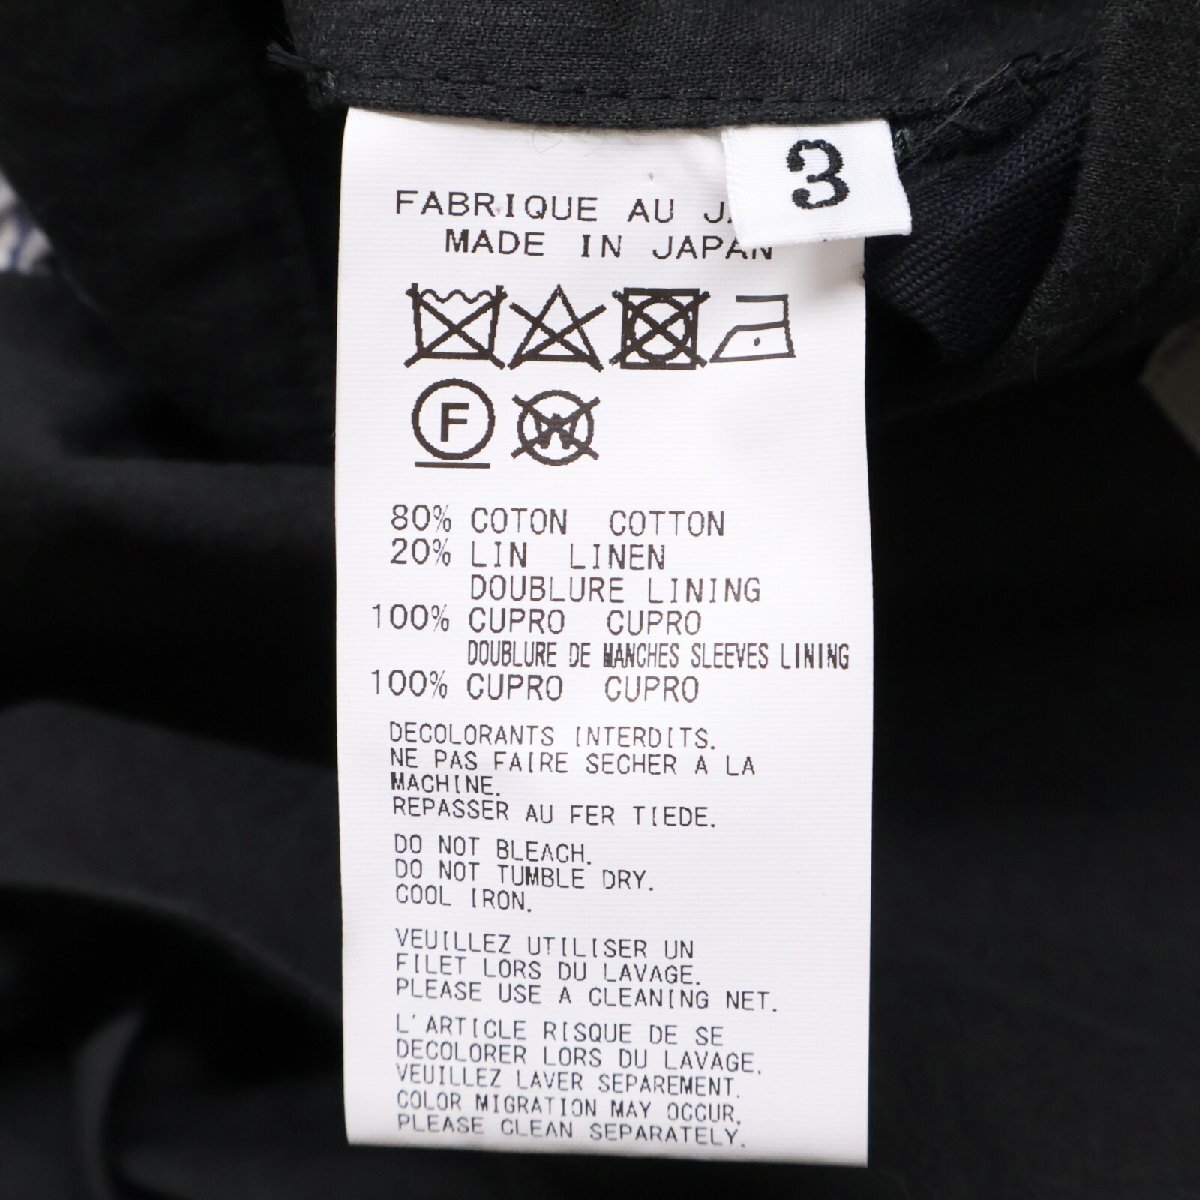 3
FABRIQUE AU
MADE IN JAPAN
F
W
80% COTON COTTON
20% LIN LINEN
DOUBLURE LINING
100% CUPRO CUPRO
DOUBLURE DE MANCHES SLEEVES LINING
100% CUPRO CUPRO
DECOLORANTS INTERDITS.
NE PAS FAIRE SECHER A LA
MACHINE.
REPASSER AU FER TIEDE.
DO NOT BLEACH.
DO NOT TUMBLE DRY.
COOL IRON.
VEUILLEZ UTILISER UN
FILET LORS DU LAVAGE.
PLEASE USE A CLEANING NET.
L'ARTICLE RISQUE DE SE
DECOLORER LORS DU LAVAGE.
VEUILLEZ LAVER SEPAREMENT.
COLOR MIGRATION MAY OCCUR.
PLEASE CLEAN SEPARATELY.